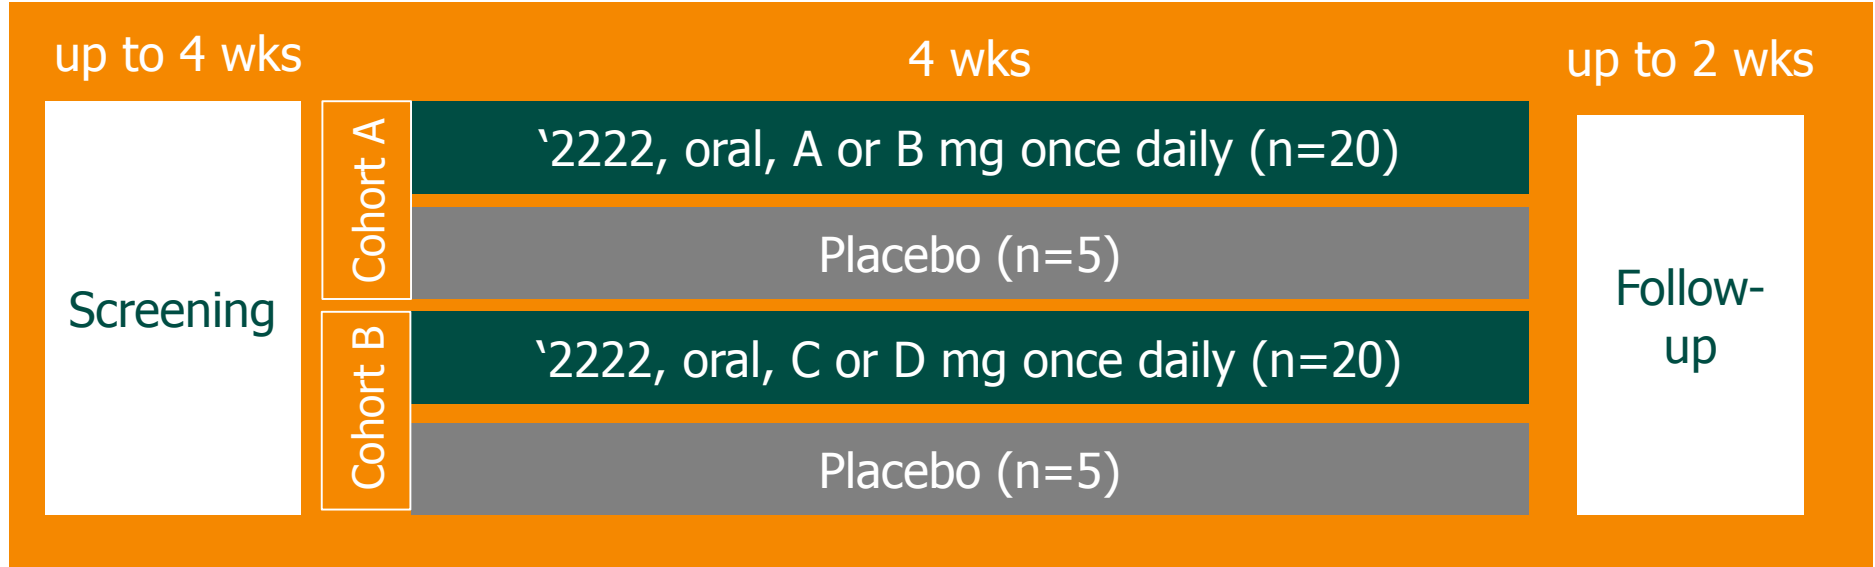 up to 4 wks
4 wks
up to 2 wks
Screening
Cohort A
‘2222, oral, A or B mg once daily (n=20)
Placebo (n=5)
Cohort B
‘2222, oral, C or D mg once daily (n=20)
Placebo (n=5)
Follow-
up